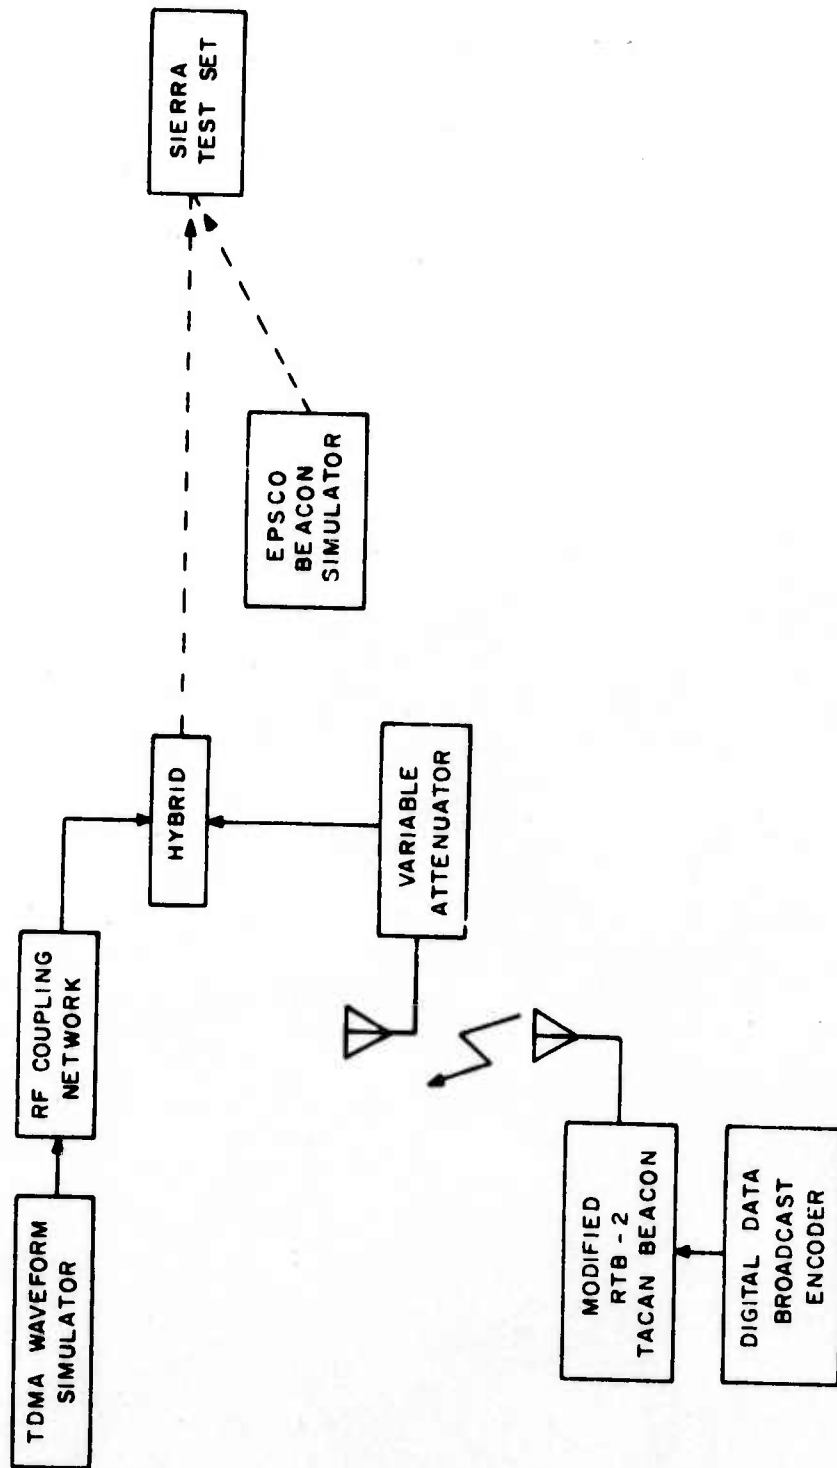 TDMA WAVEFORM
SIMULATOR
RF COUPLING
NETWORK
HYBRID
SIERRA
TEST SET
EPSCO
BEACON
SIMULATOR
VARIABLE
ATTENUATOR
MODIFIED
RTB-2
TACAN BEACON
DIGITAL DATA
BROADCAST
ENCODER